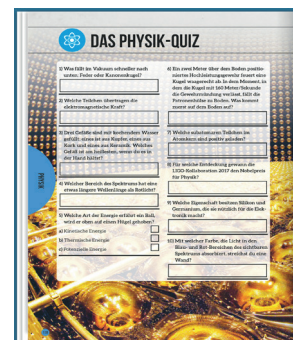 DAS PHYSIK-QUIZ
1) Was fällt im Vakuum schneller nach
unten, Feder oder Kanonenkugel?
2) Welche Teilchen übertragen die
elektromagnetische Kraft?
3) Drei Gefäße sind mit kochendem Wasser
gefüllt: eines ist aus Kupfer, eines aus
Kork und eines aus Keramik. Welches
Gefäß ist am heißesten, wenn du es in
der Hand hältst?
4) Welcher Bereich des Spektrums hat eine
etwas längere Wellenlänge als Rotlicht?
5) Welche Art der Energie erfährt ein Ball,
wird er oben auf einen Hügel gehoben?
a) Kinetische Energie
b) Thermische Energie
c) Potenzielle Energie
6) Ein zwei Meter über dem Boden positio-
niertes Hochleistungsgewehr feuert eine
Kugel waagerecht ab. In dem Moment, in
dem die Kugel mit 160 Meter/Sekunde
die Gewehrmündung verlässt, fällt die
Patronenhülse zu Boden. Was kommt
zuerst auf dem Boden auf?
7) Welche subatomaren Teilchen im
Atomkern sind positiv geladen?
8) Für welche Entdeckung gewann die
LIGO-Kollaboration 2017 den Nobelpreis
für Physik?
9) Welche Eigenschaft besitzen Silizium und
Germanium, die sie nützlich für die Elek-
tronik macht?
10) Mit welcher Farbe, die Licht in den
Blau- und Rot-Bereichen des sichtbaren
Spektrums absorbiert, streichst du eine
Wand?
PHYSIK